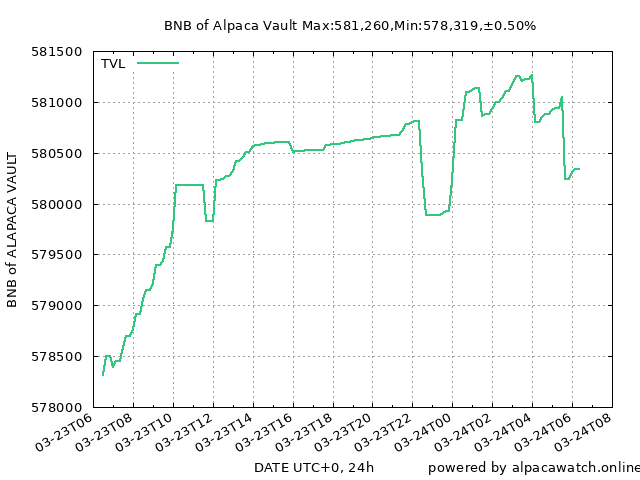 BNB of Alpaca Vault Max:581,260,Min:578,319,±0.50%
581500
TVL
581000
580500
580000
579500
579000
578500
578000
BNB of ALAPACA VAULT
03-23T06
03-23T08
03-23T10
03-23T12
03-23T14
03-23T16
03-23T18
03-23T20
03-23T22
03-24T00
03-24T02
03-24T04
03-24T06
03-24T08
DATE UTC+0, 24h
powered by alpacawatch.online